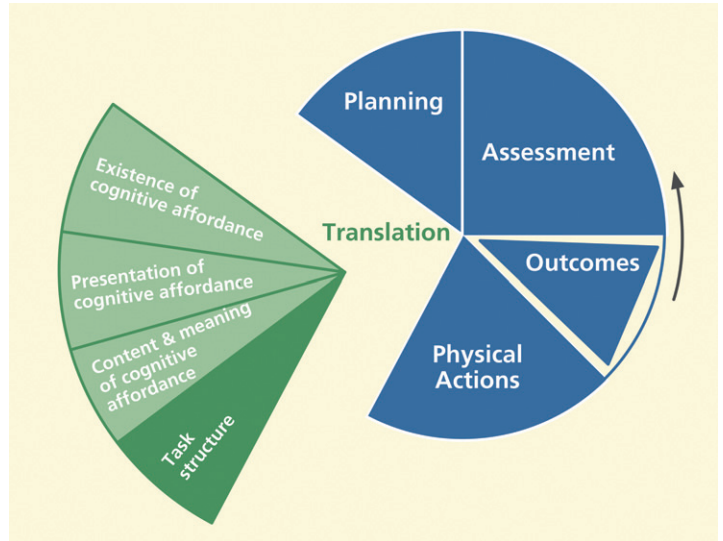 Planning
Assessment
Translation
Outcomes
Physical
Actions
Existence of
cognitive affordance
Presentation of
cognitive affordance
Content & meaning
of cognitive
affordance
Task
structure